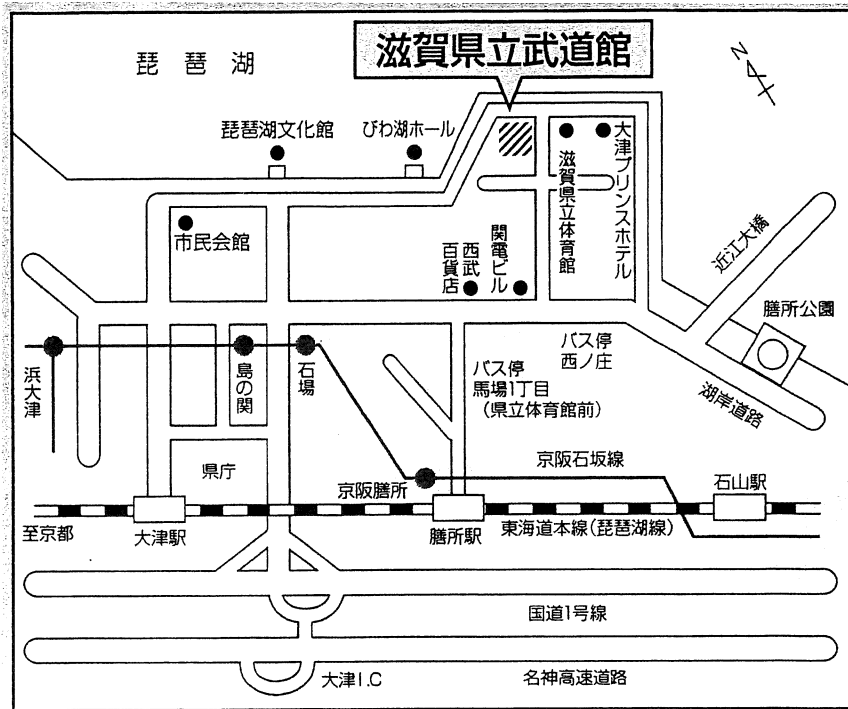 滋賀県立武道館
琵琶湖
N
琵琶湖文化館
びわ湖ホール
大津プリンスホテル
滋賀県立体育館
市民会館
関電ビル
西武
百貨店
近江大橋
膳所公園
浜大津
島の関
石場
バス停
西ノ庄
バス停
馬場1丁目
(県立体育館前)
湖岸道路
県庁
京阪膳所
京阪石坂線
石山駅
至京都
大津駅
膳所駅
東海道本線(琵琶湖線)
国道1号線
大津I.C
名神高速道路